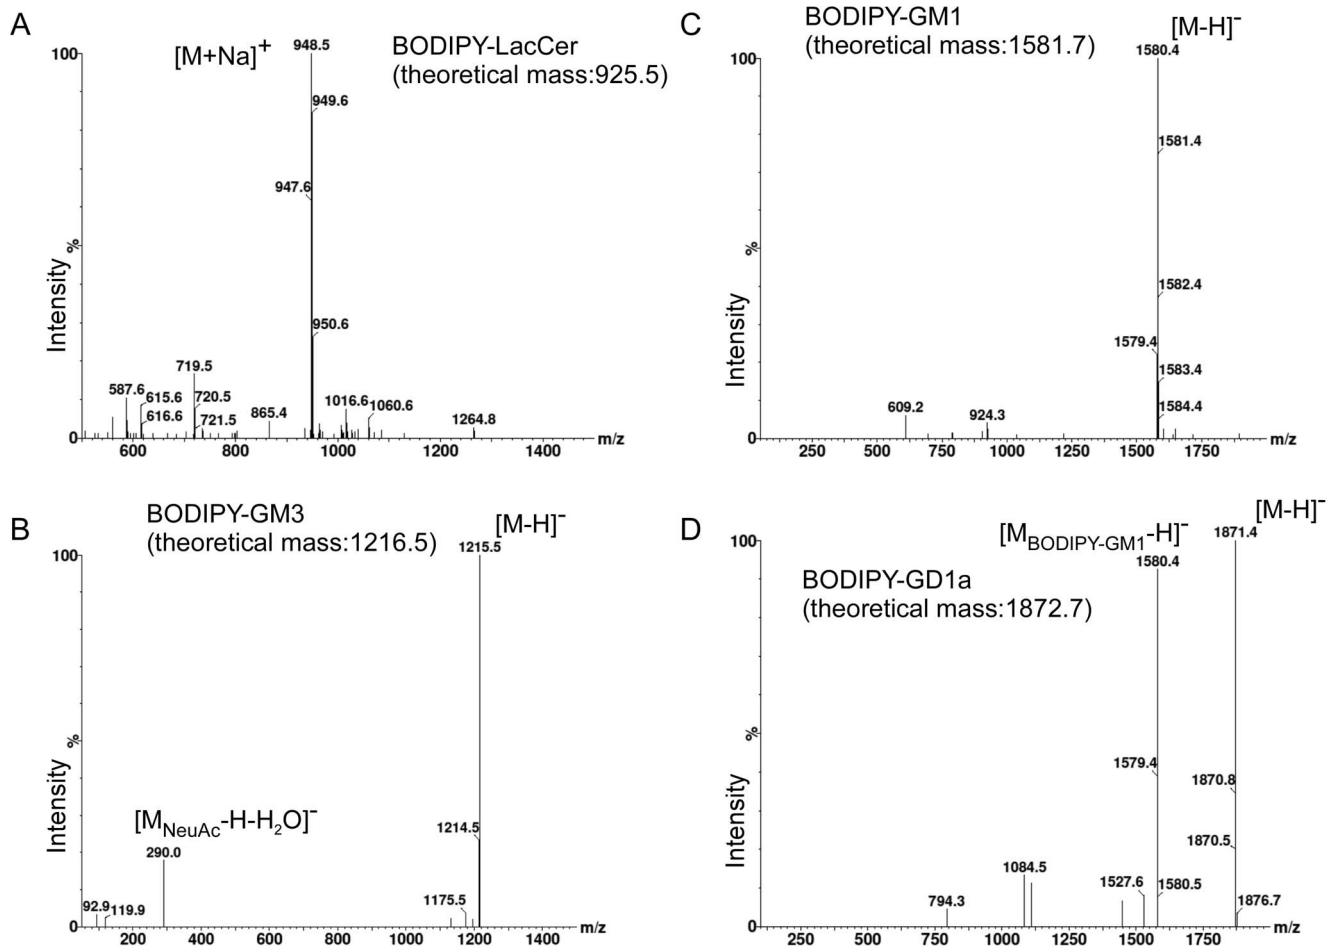 A
[M+Na]+
BODIPY-LacCer
(theoretical mass:925.5)
100
948.5
949.6
947.6
%
Intensity
950.6
719.5
587.6
615.6
720.5
616.6
721.5
865.4
1016.6
1060.6
1264.8
0
600
800
1000
1200
1400
m/z
B
BODIPY-GM3
(theoretical mass:1216.5)
[M-H]-
100
1215.5
%
Intensity
[MNeuAc-H-H2O]-
290.0
1214.5
92.9
119.9
1175.5
0
200
400
600
800
1000
1200
1400
m/z
C
BODIPY-GM1
(theoretical mass:1581.7)
[M-H]-
100
1580.4
1581.4
%
Intensity
1582.4
1579.4
1583.4
1584.4
609.2
924.3
0
250
500
750
1000
1250
1500
1750
m/z
D
BODIPY-GD1a
(theoretical mass:1872.7)
[MBODIPY-GM1-H]-
[M-H]-
100
1580.4
1871.4
%
Intensity
1579.4
1870.8
1870.5
1084.5
794.3
1527.6
1580.5
1876.7
0
250
500
750
1000
1250
1500
1750
m/z